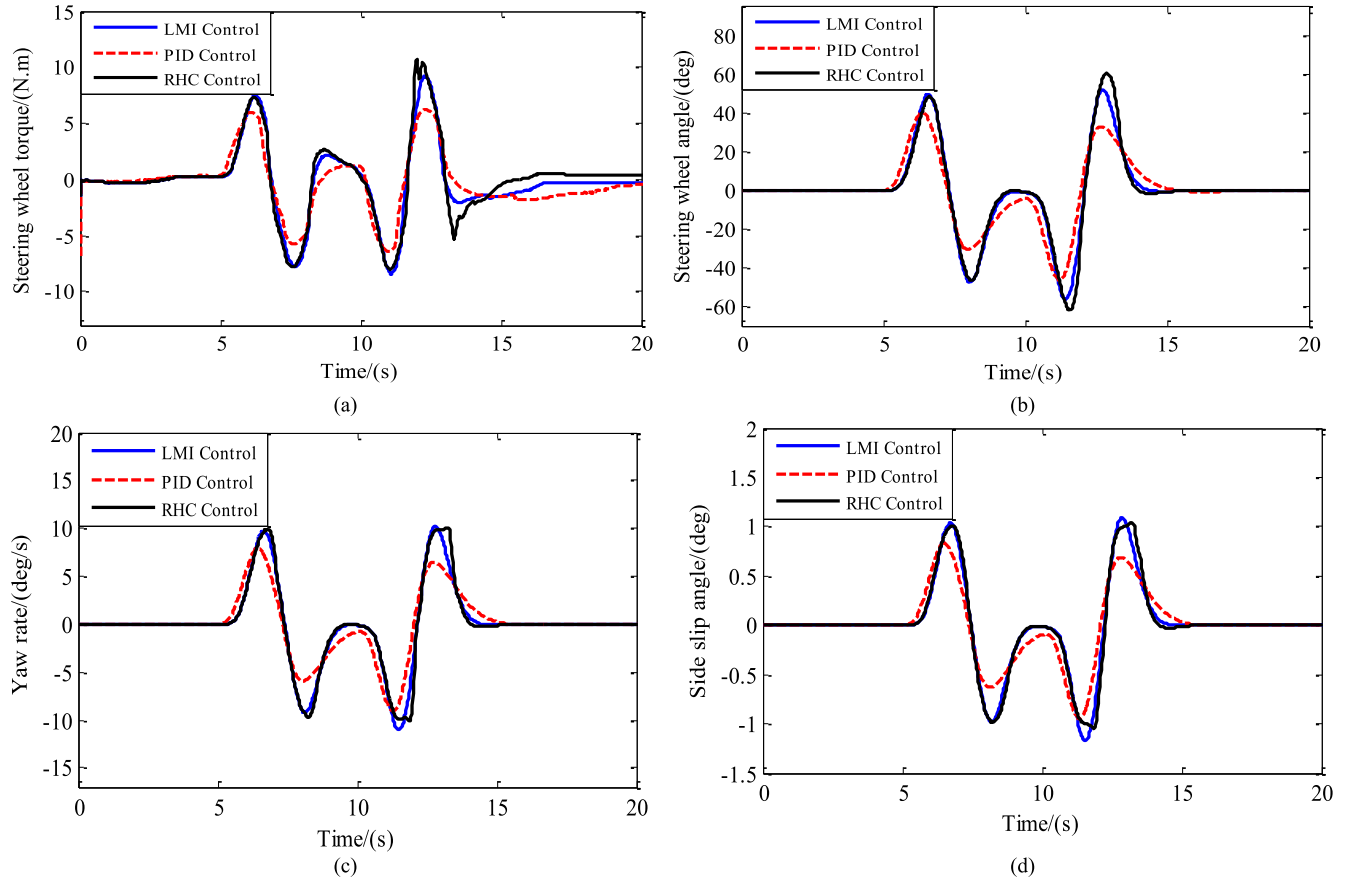 15
10
5
0
-5
-10
Steering wheel torque/(N.m)
LMI Control
PID Control
RHC Control
0 5 10 15 20
Time/(s)
(a)
80
60
40
20
0
-20
-40
-60
Steering wheel angle/(deg)
LMI Control
PID Control
RHC Control
0 5 10 15 20
Time/(s)
(b)
20
15
10
5
0
-5
-10
-15
Yaw rate/(deg/s)
LMI Control
PID Control
RHC Control
0 5 10 15 20
Time/(s)
(c)
2
1.5
1
0.5
0
-0.5
-1
-1.5
Side slip angle/(deg)
LMI Control
PID Control
RHC Control
0 5 10 15 20
Time/(s)
(d)